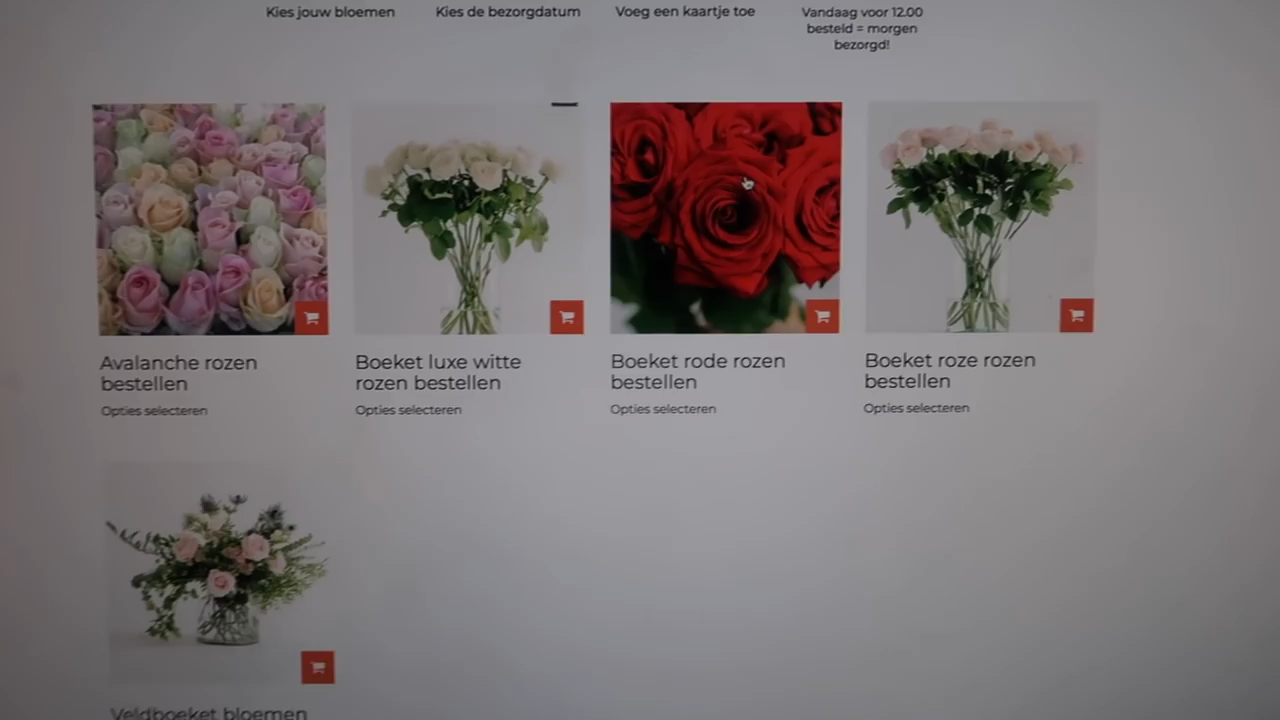 Kies jouw bloemen
Kies de bezorgdatum
Voeg een kaartje toe
Vandaag voor 12.00
besteld = morgen
bezorgd!
Avalanche rozen
bestellen
Opties selecteren
Boeket luxe witte
rozen bestellen
Opties selecteren
Boeket rode rozen
bestellen
Opties selecteren
Boeket roze rozen
bestellen
Opties selecteren
Veldboeket bloemen